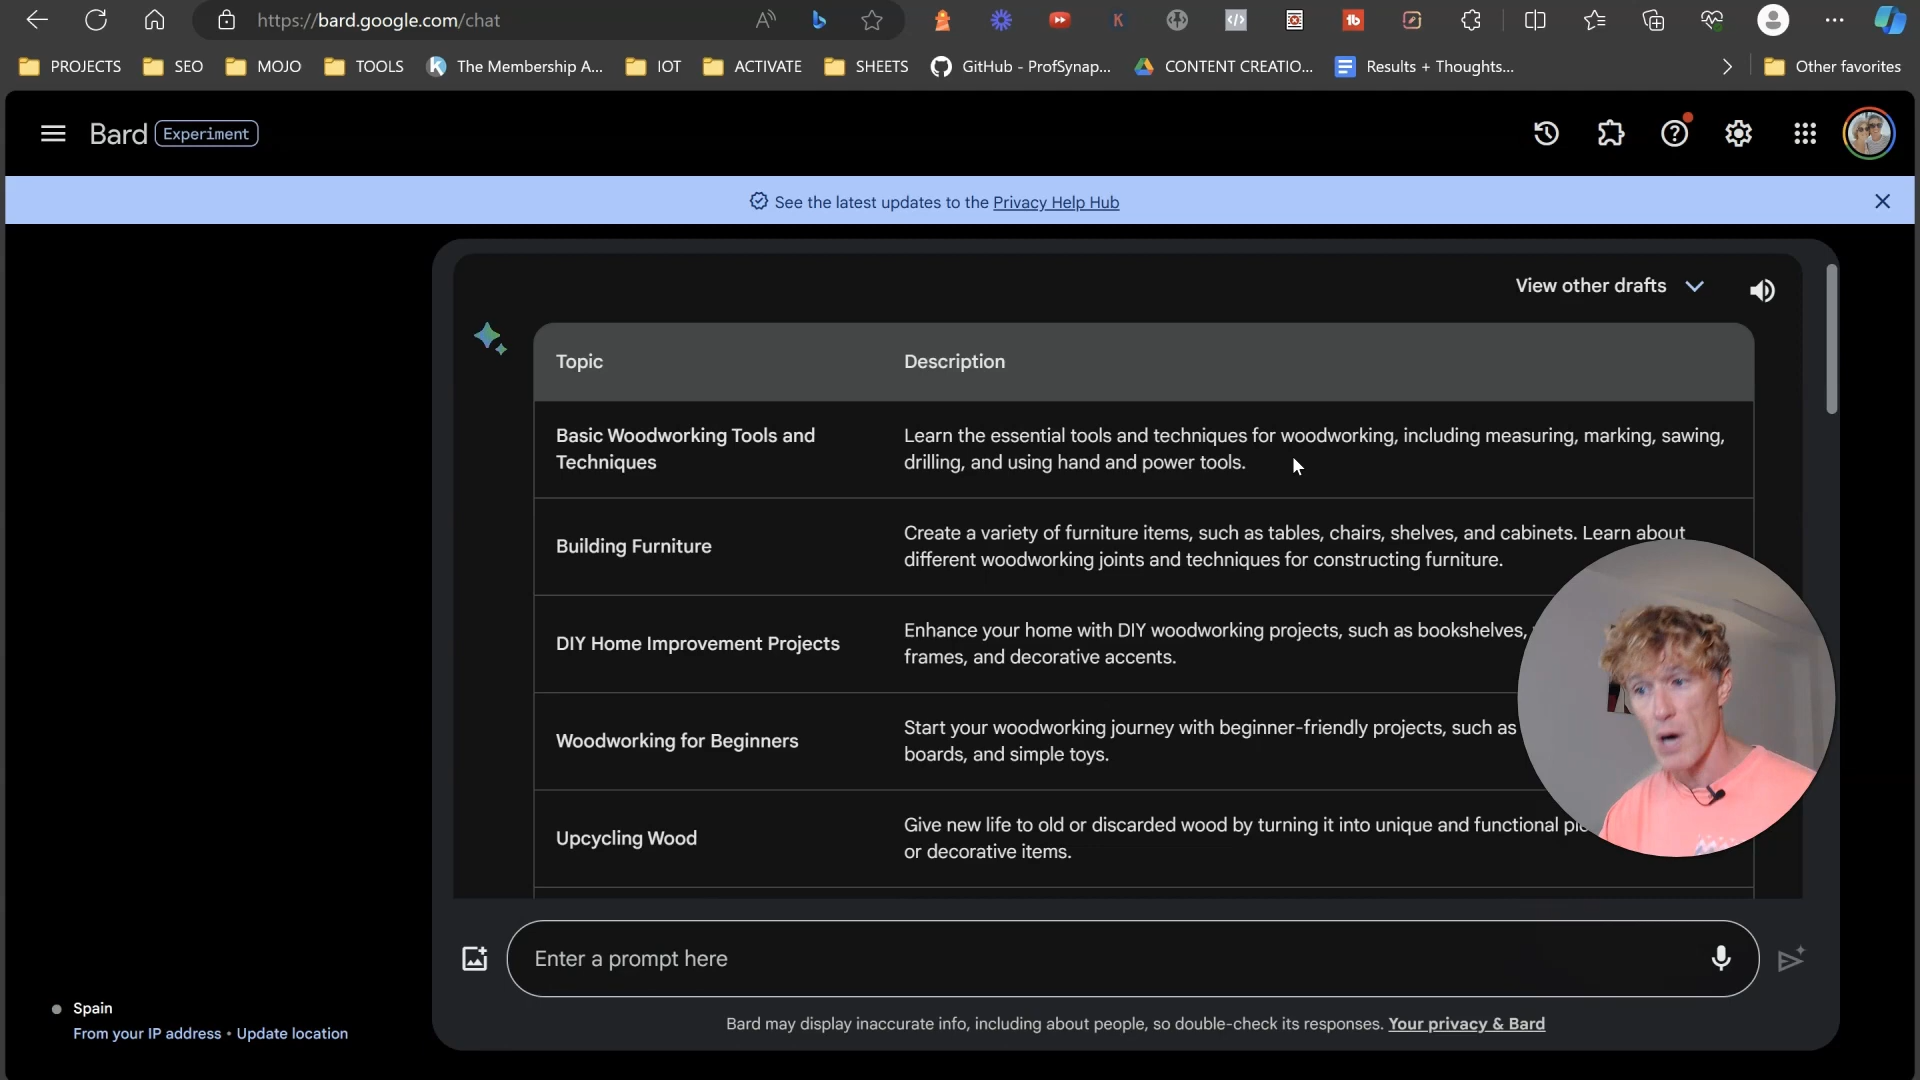 https://bard.google.com/chat
PROJECTS SEO MOJO TOOLS The Membership A... IOT ACTIVATE SHEETS GitHub - ProfSynap... CONTENT CREATIO... Results + Thoughts... Other favorites
Bard Experiment
See the latest updates to the Privacy Help Hub
View other drafts
Topic Description
Basic Woodworking Tools and
Techniques
Learn the essential tools and techniques for woodworking, including measuring, marking, sawing,
drilling, and using hand and power tools.
Building Furniture
Create a variety of furniture items, such as tables, chairs, shelves, and cabinets. Learn about
different woodworking joints and techniques for constructing furniture.
DIY Home Improvement Projects
Enhance your home with DIY woodworking projects, such as bookshelves,
frames, and decorative accents.
Woodworking for Beginners
Start your woodworking journey with beginner-friendly projects, such as
boards, and simple toys.
Upcycling Wood
Give new life to old or discarded wood by turning it into unique and functional
or decorative items.
Enter a prompt here
Bard may display inaccurate info, including about people, so double-check its responses. Your privacy & Bard
Spain
From your IP address • Update location